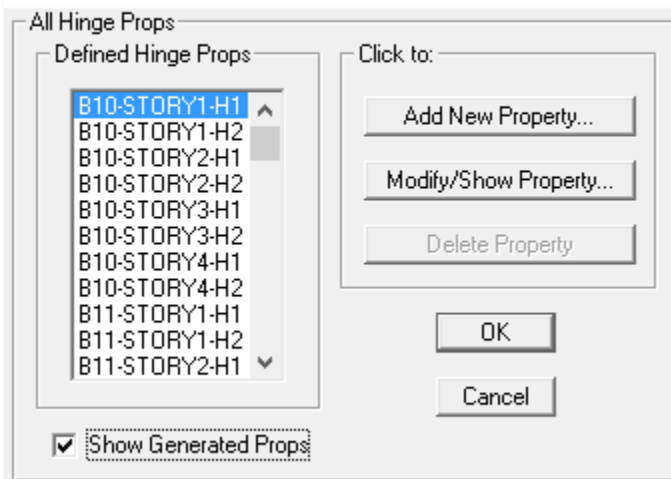 All Hinge Props
Defined Hinge Props
B10-STORY1-H1
B10-STORY1-H2
B10-STORY2-H1
B10-STORY2-H2
B10-STORY3-H1
B10-STORY3-H2
B10-STORY4-H1
B10-STORY4-H2
B11-STORY1-H1
B11-STORY1-H2
B11-STORY2-H1
Show Generated Props
Click to:
Add New Property...
Modify/Show Property...
Delete Property
OK
Cancel